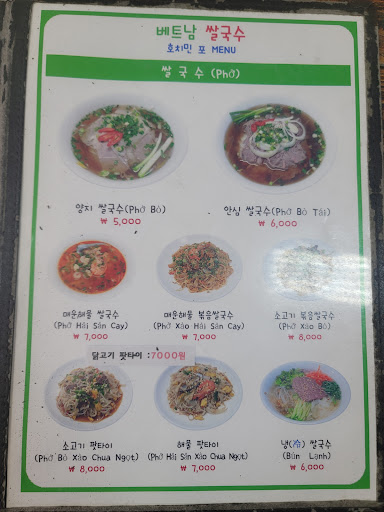 베트남 쌀국수
호치민 포 MENU
쌀국수 (Phở)
양지 쌀국수(Phở Bò)
₩ 5,000
안심 쌀국수(Phở Bò Tái)
₩ 6,000
매운해물 쌀국수
(Phở Hải Sản Cay)
₩ 7,000
매운해물 볶음쌀국수
(Phở Xào Hải Sản Cay)
₩ 7,000
소고기 볶음쌀국수
(Phở Xào Bò)
₩ 8,000
닭고기 팟타이 :7000원
소고기 팟타이
(Phở Bò Xào Chua Ngọt)
₩ 8,000
해물 팟타이
(Phở Hải Sản Xào Chua Ngọt)
₩ 7,000
냉(冷) 쌀국수
(Bún Lạnh)
₩ 6,000